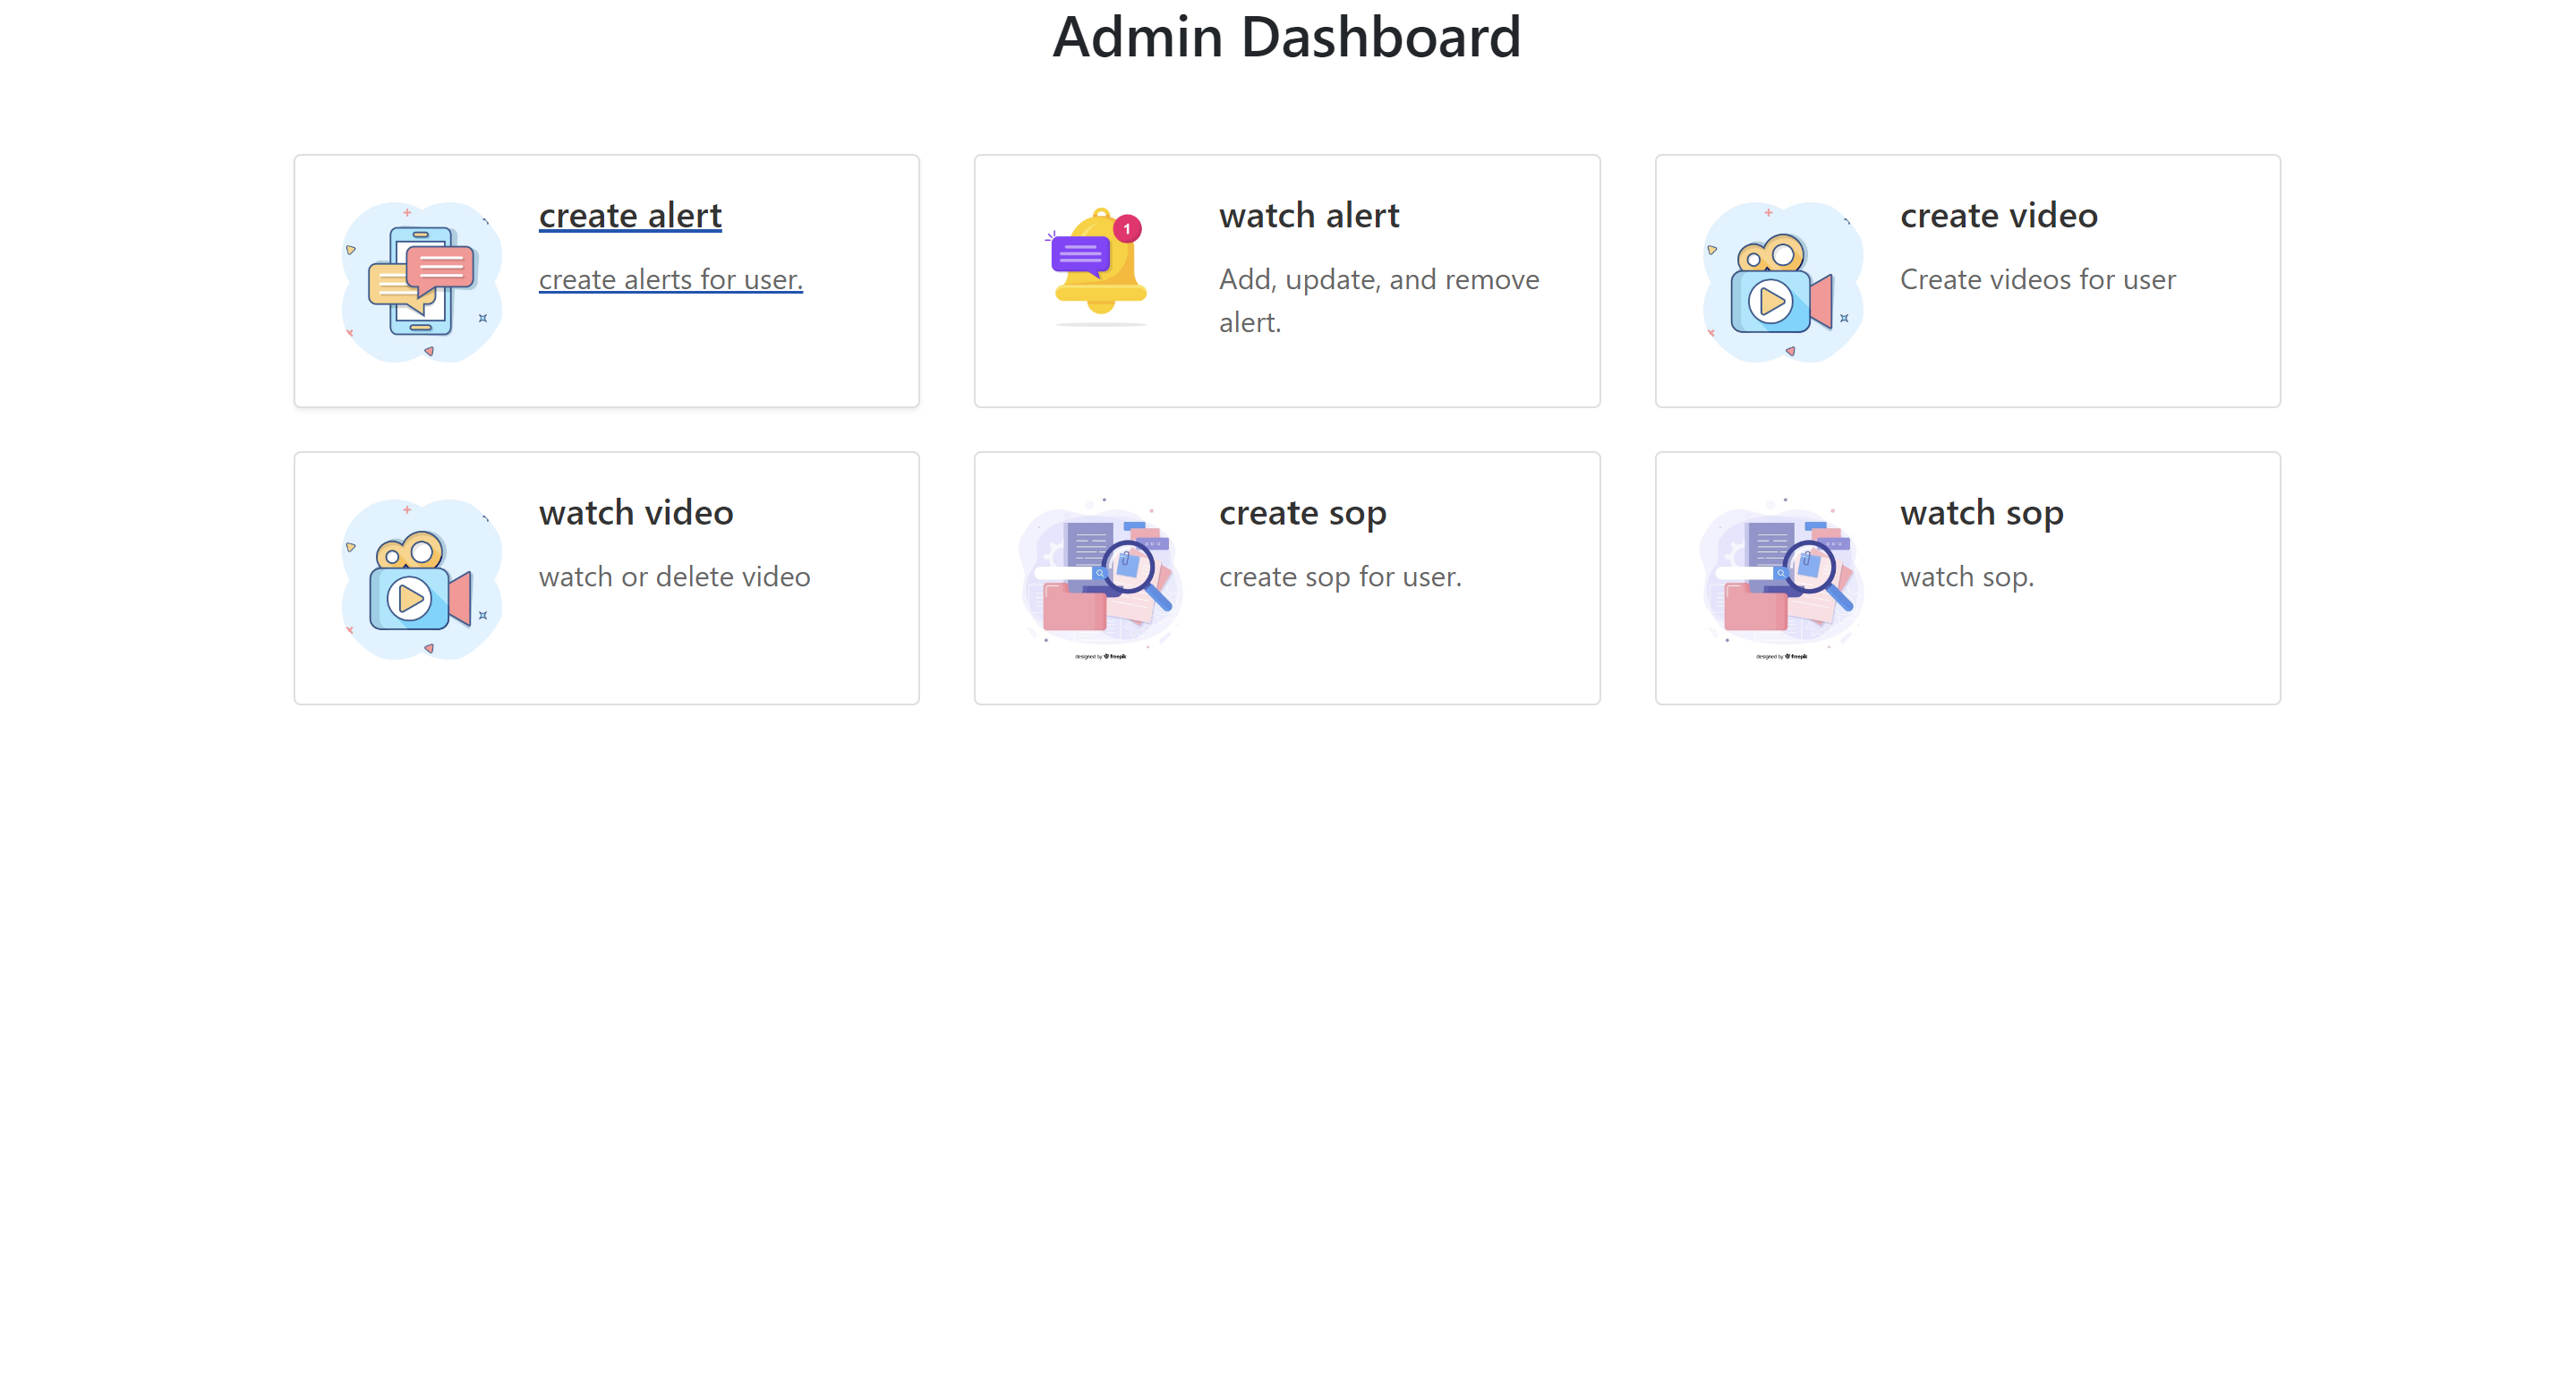 Admin Dashboard
create alert
create alerts for user.
1
watch alert
Add, update, and remove
alert.
create video
Create videos for user
watch video
watch or delete video
create sop
create sop for user.
designed by freepik
watch sop
watch sop.
designed by freepik